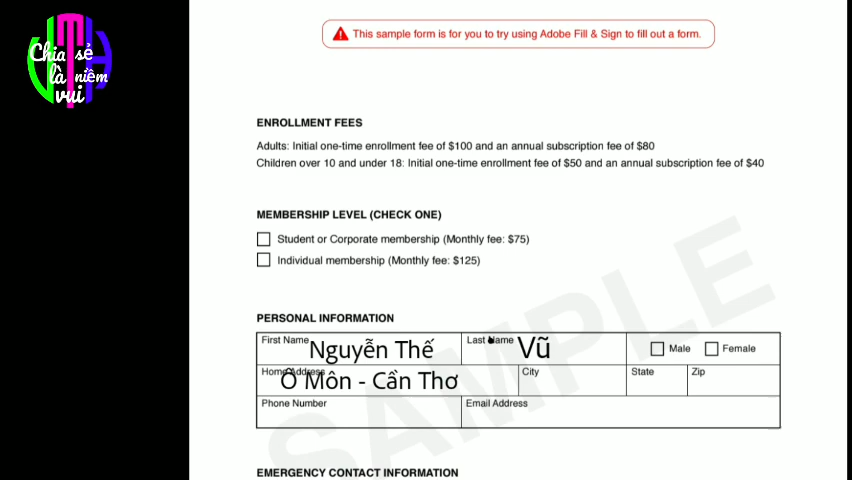 Chia sẻ
là niềm
vui
This sample form is for you to try using Adobe Fill & Sign to fill out a form.
ENROLLMENT FEES
Adults: Initial one-time enrollment fee of $100 and an annual subscription fee of $80
Children over 10 and under 18: Initial one-time enrollment fee of $50 and an annual subscription fee of $40
MEMBERSHIP LEVEL (CHECK ONE)
Student or Corporate membership (Monthly fee: $75)
Individual membership (Monthly fee: $125)
PERSONAL INFORMATION
First Name Nguyễn Thế Last Name Vũ Male Female
Home Address Ô Môn - Cần Thơ City State Zip
Phone Number Email Address
SAMPLE
EMERGENCY CONTACT INFORMATION